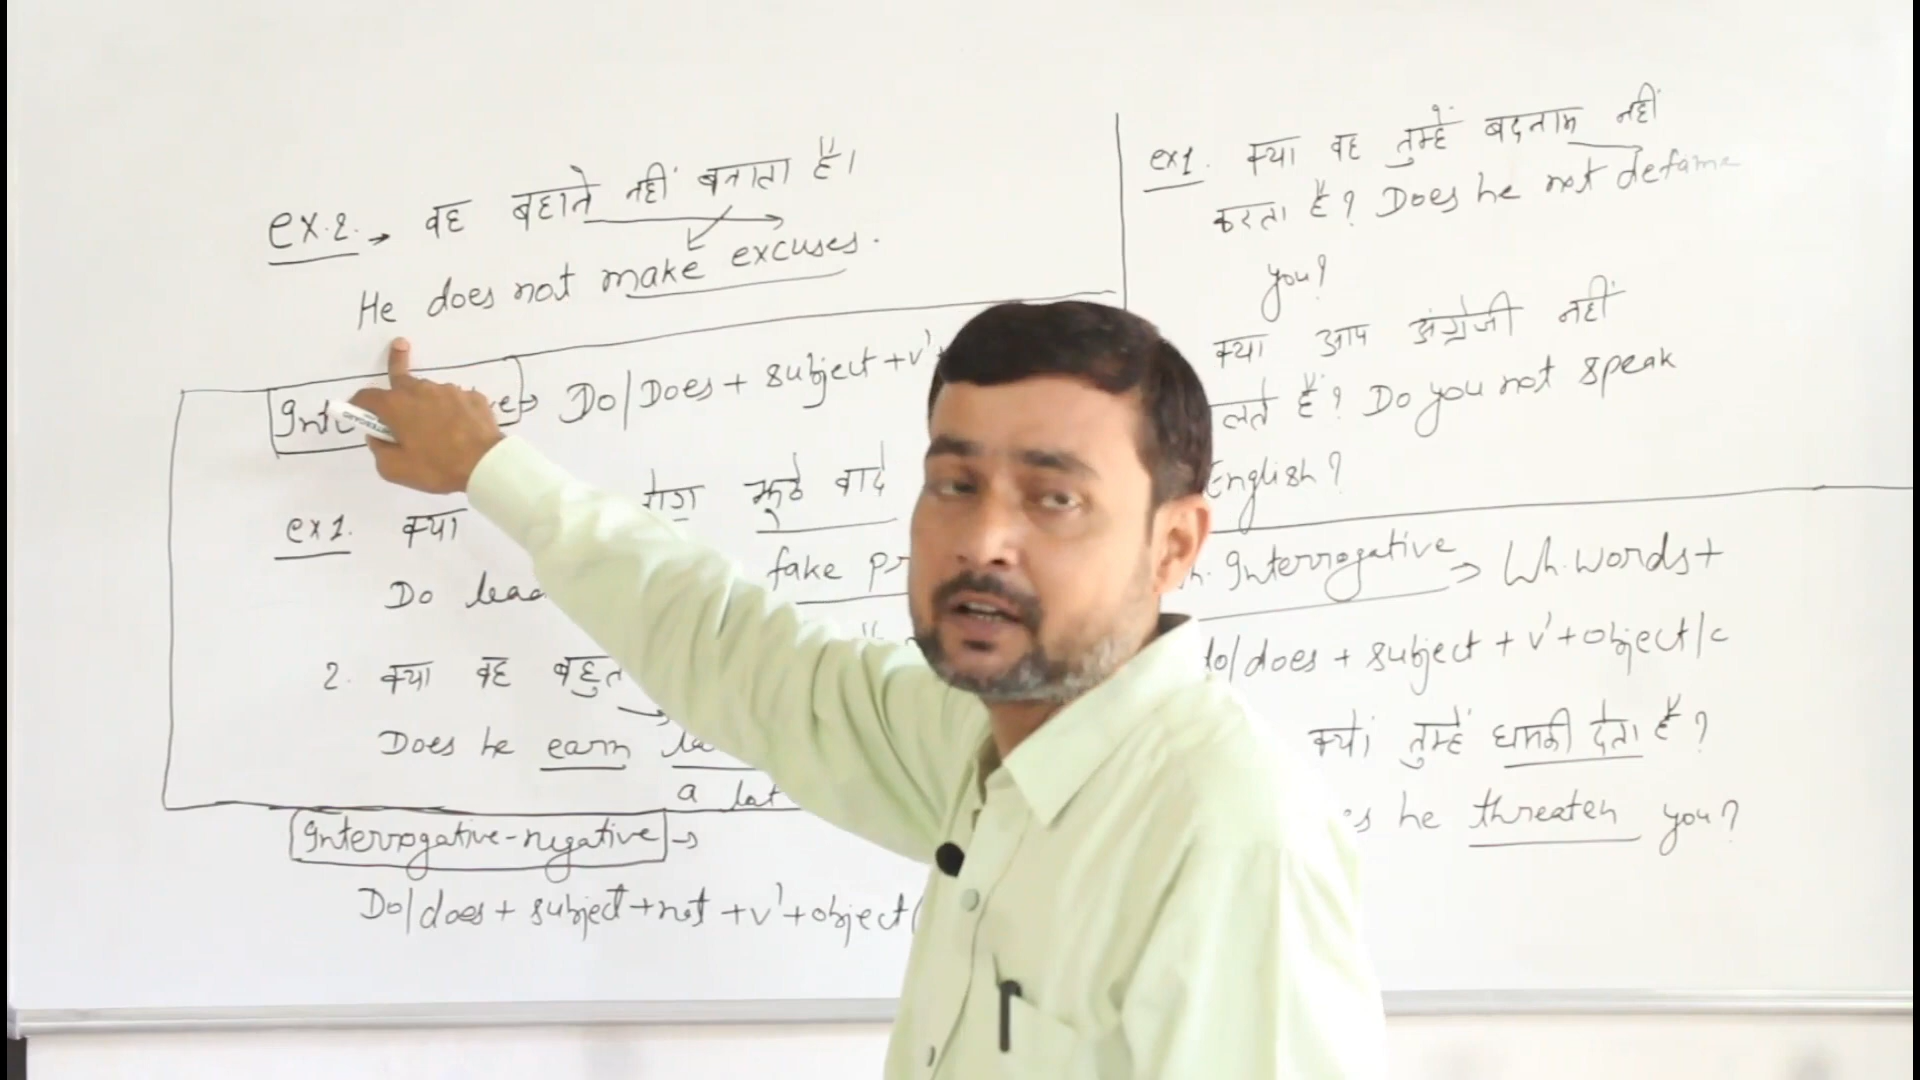 ex.2. → वह बहाने नहीं बनाता है।
He does not make excuses.
→ Do/Does + subject + v¹
ex1. क्या लोग झूठे वादे
Do fake
2. क्या वह बहुत
Does he earn
a lot
Interrogative-negative →
Do/does + subject + not + v¹ + object
ex1. क्या वह तुम्हें बदनाम नहीं
करता है? Does he not defame
you?
क्या आप अंग्रेजी नहीं
लते हैं? Do you not speak
English?
Interrogative → Wh. words +
do/does + subject + v¹ + object/c
क्यों तुम्हें धमकी देता है?
he threaten you?